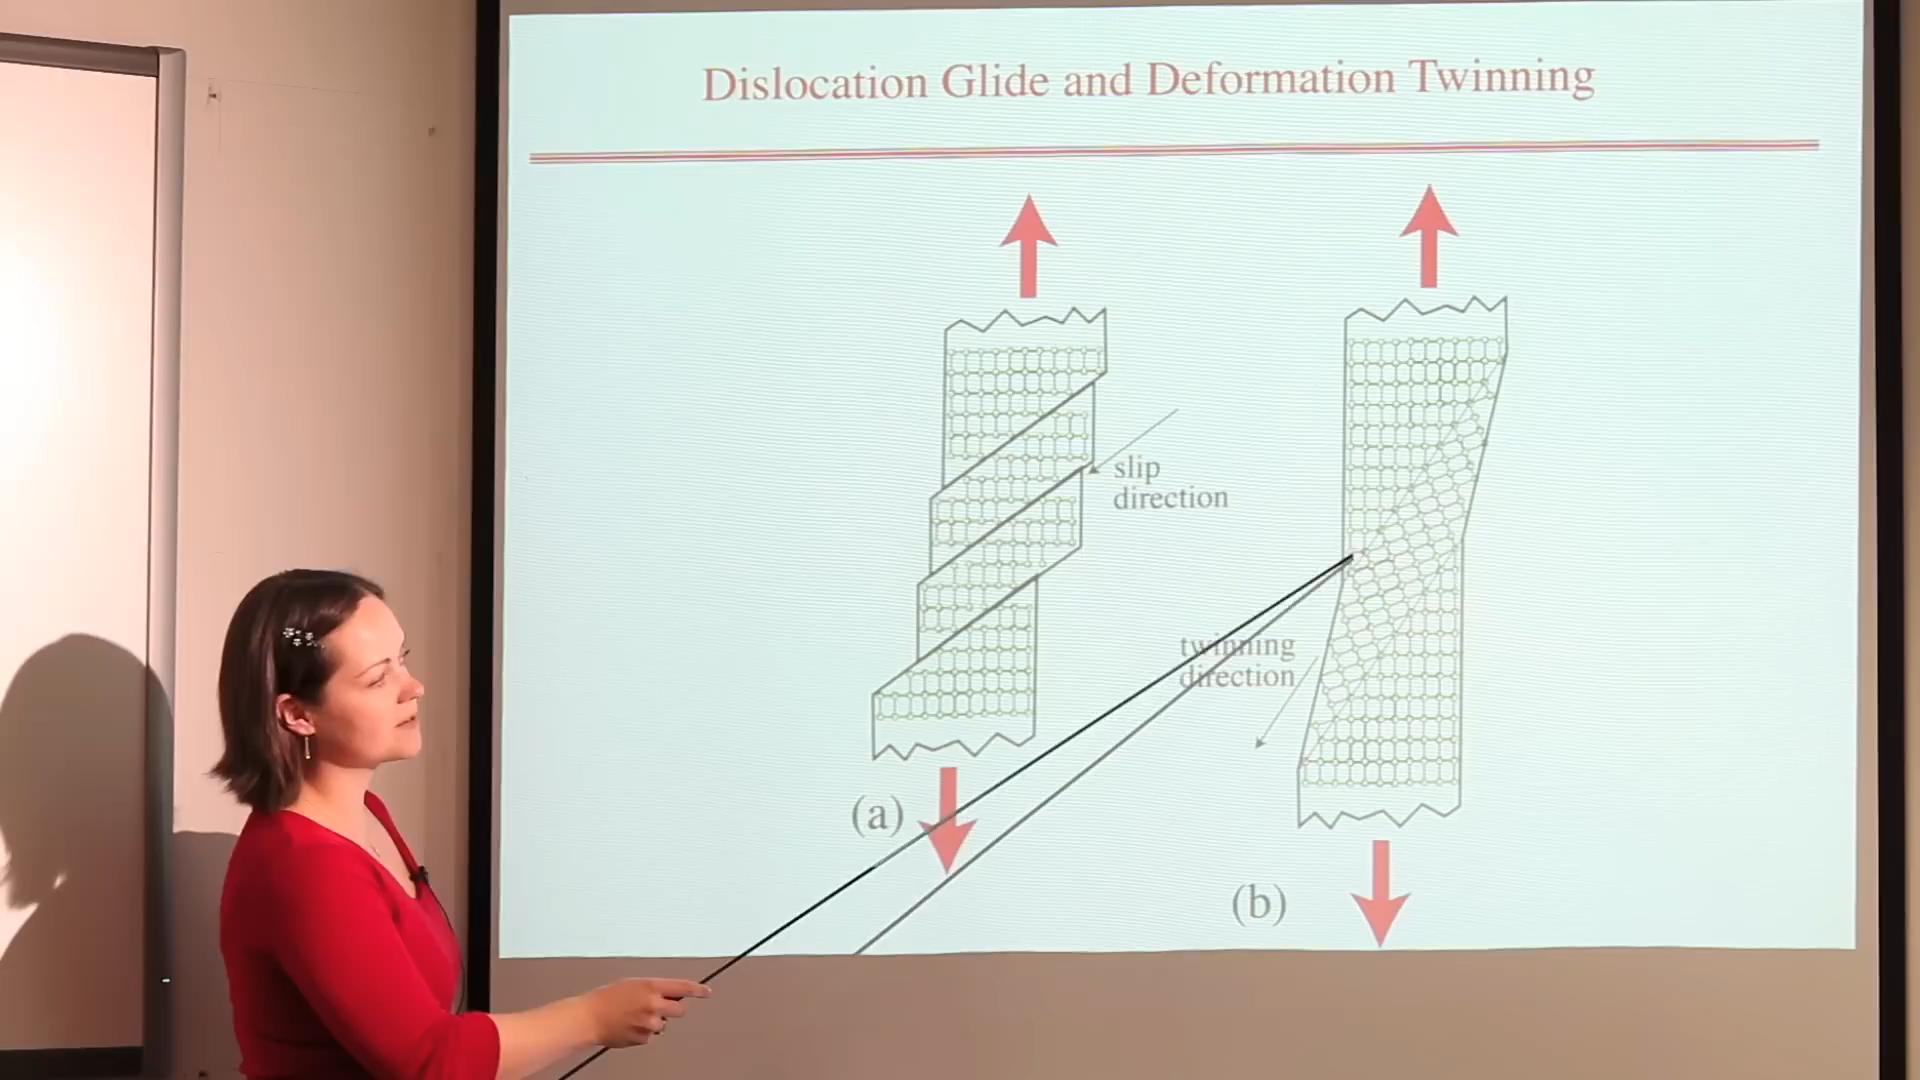 Dislocation Glide and Deformation Twinning
slip
direction
twinning
direction
(a)
(b)